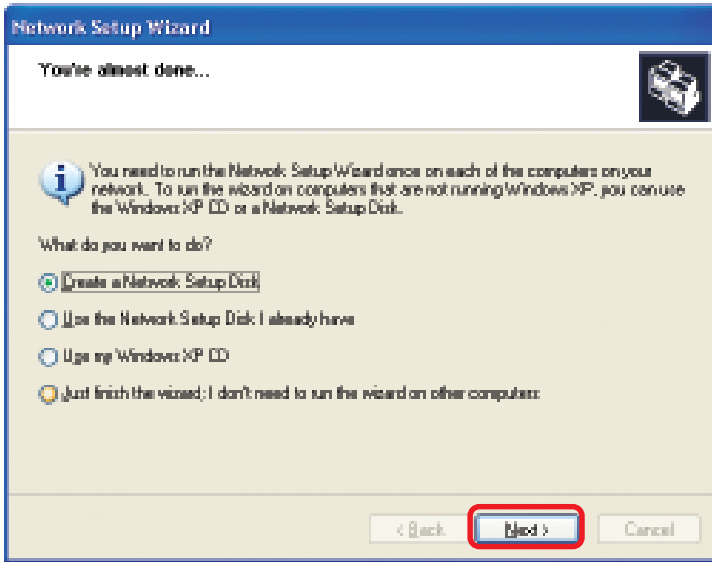 Network Setup Wizard
You're almost done...
You need to run the Network Setup Wizard once on each of the computers on your
network. To run the wizard on computers that are not running Windows XP, you can use
the Windows XP CD or a Network Setup Disk.
What do you want to do?
Create a Network Setup Disk
Use the Network Setup Disk I already have
Use my Windows XP CD
Just finish the wizard; I don't need to run the wizard on other computers
< Back
Next >
Cancel